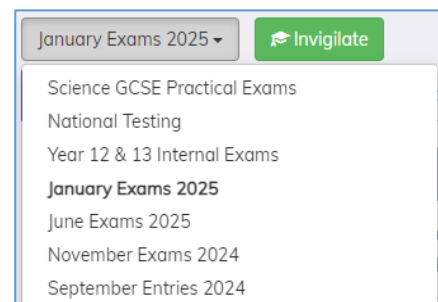 January Exams 2025 Invigilate
Science GCSE Practical Exams
National Testing
Year 12 & 13 Internal Exams
January Exams 2025
June Exams 2025
November Exams 2024
September Entries 2024